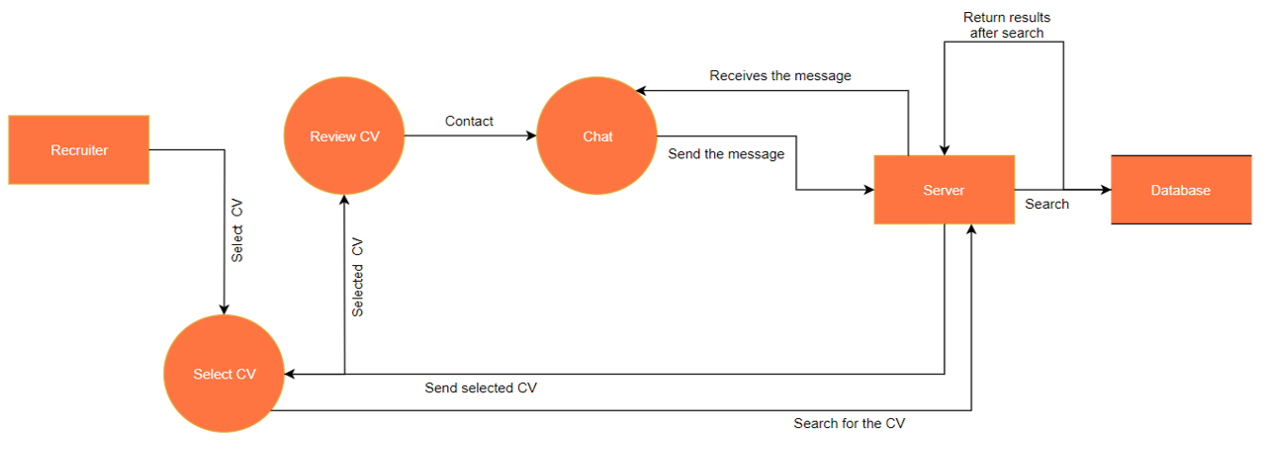 Return results
after search
Receives the message
Contact
Review CV
Chat
Recruiter
Send the message
Server
Database
Search
Select CV
Selected CV
Select CV
Send selected CV
Search for the CV